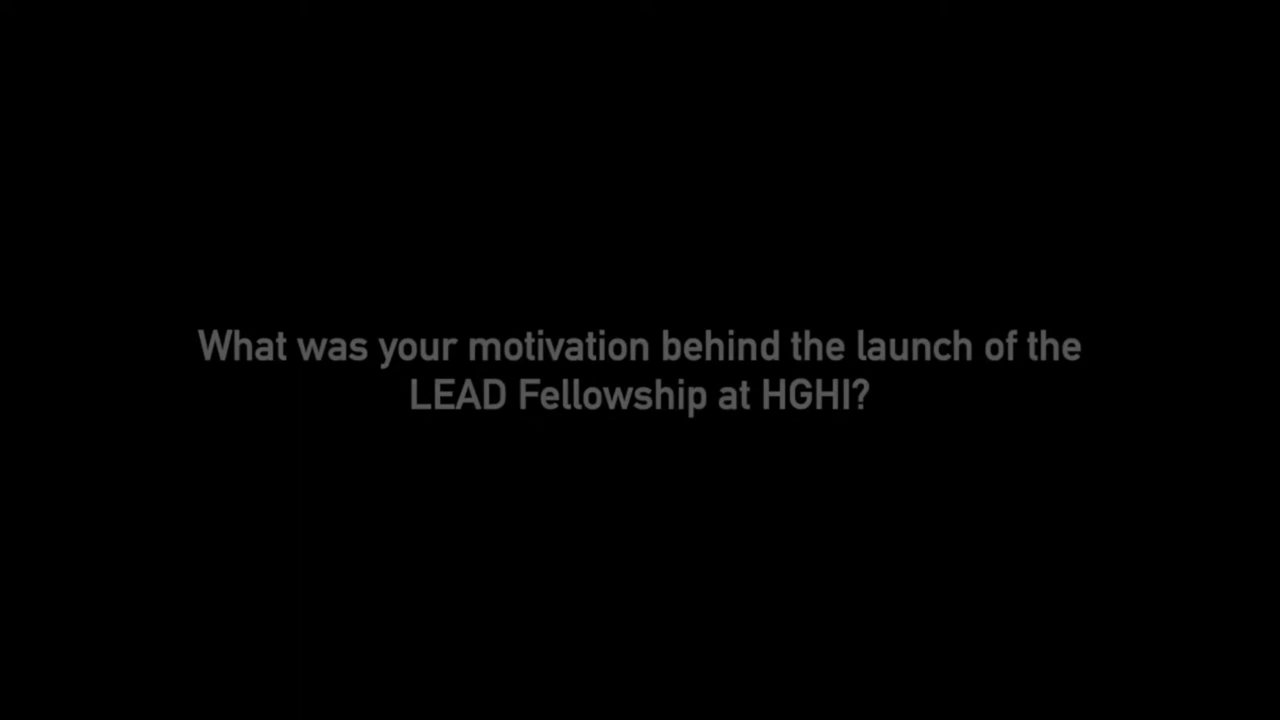 What was your motivation behind the launch of the
LEAD Fellowship at HGHI?